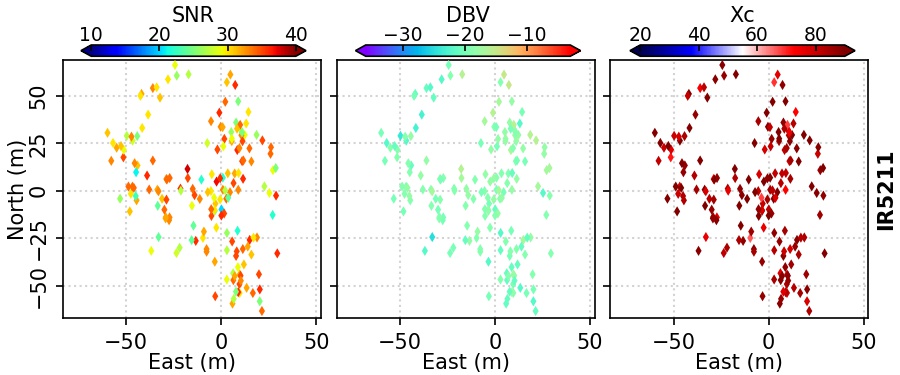 SNR DBV Xc
10 20 30 40 −30 −20 −10 20 40 60 80
50
25
0
−25
−50
North (m)
IR5211
−50 0 50 −50 0 50 −50 0 50
East (m) East (m) East (m)